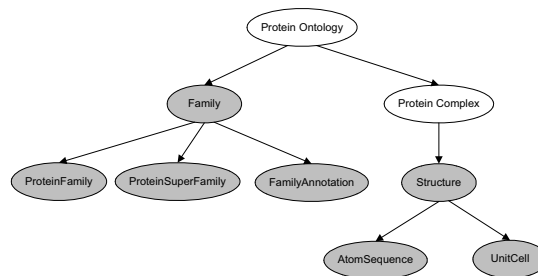 Protein Ontology
Family
Protein Complex
ProteinFamily
ProteinSuperFamily
FamilyAnnotation
Structure
AtomSequence
UnitCell